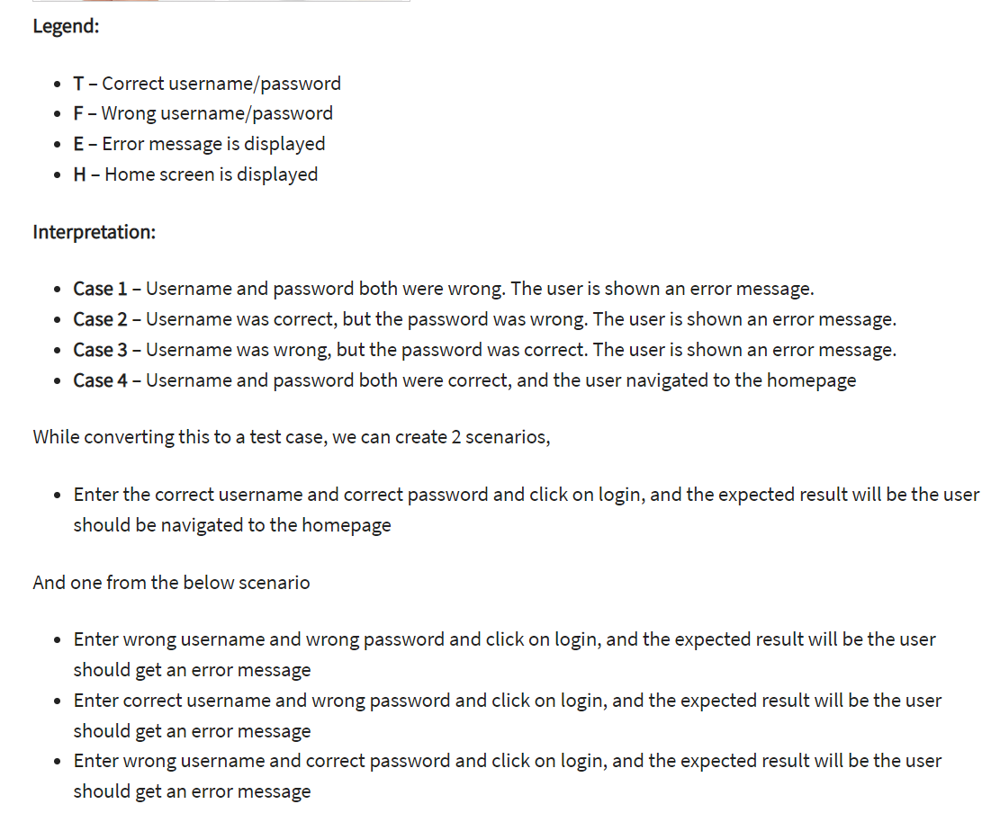 Legend:
• T – Correct username/password
• F – Wrong username/password
• E – Error message is displayed
• H – Home screen is displayed
Interpretation:
• Case 1 – Username and password both were wrong. The user is shown an error message.
• Case 2 – Username was correct, but the password was wrong. The user is shown an error message.
• Case 3 – Username was wrong, but the password was correct. The user is shown an error message.
• Case 4 – Username and password both were correct, and the user navigated to the homepage
While converting this to a test case, we can create 2 scenarios,
• Enter the correct username and correct password and click on login, and the expected result will be the user
should be navigated to the homepage
And one from the below scenario
• Enter wrong username and wrong password and click on login, and the expected result will be the user
should get an error message
• Enter correct username and wrong password and click on login, and the expected result will be the user
should get an error message
• Enter wrong username and correct password and click on login, and the expected result will be the user
should get an error message